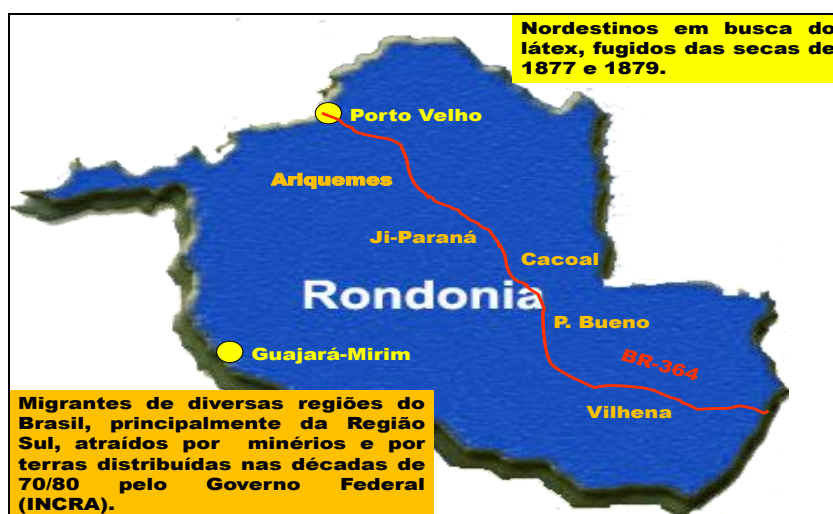 Nordestinos em busca do
látex, fugidos das secas de
1877 e 1879.
Porto Velho
Ariquemes
Ji-Paraná
Cacoal
Rondonia
P. Bueno
Guajará-Mirim
BR-364
Vilhena
Migrantes de diversas regiões do
Brasil, principalmente da Região
Sul, atraídos por minérios e por
terras distribuídas nas décadas de
70/80 pelo Governo Federal
(INCRA).